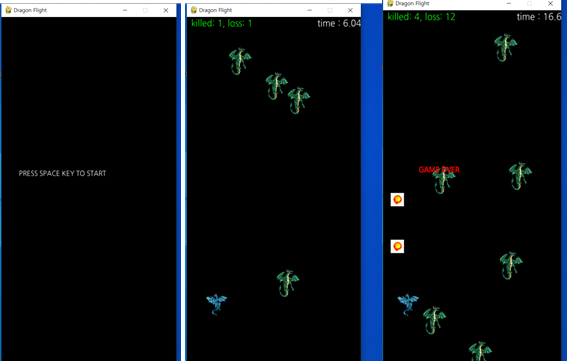 Dragon Flight
PRESS SPACE KEY TO START
Dragon Flight
killed: 1, loss: 1
time : 6.04
Dragon Flight
killed: 4, loss: 12
time : 16.6
GAME OVER